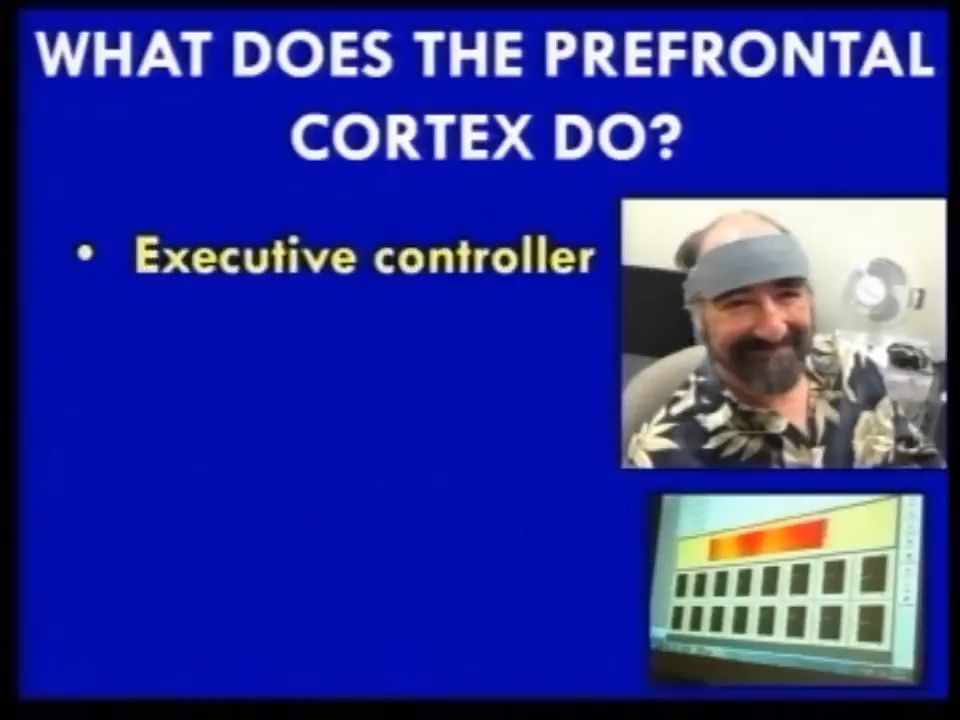 WHAT DOES THE PREFRONTAL
CORTEX DO?
• Executive controller